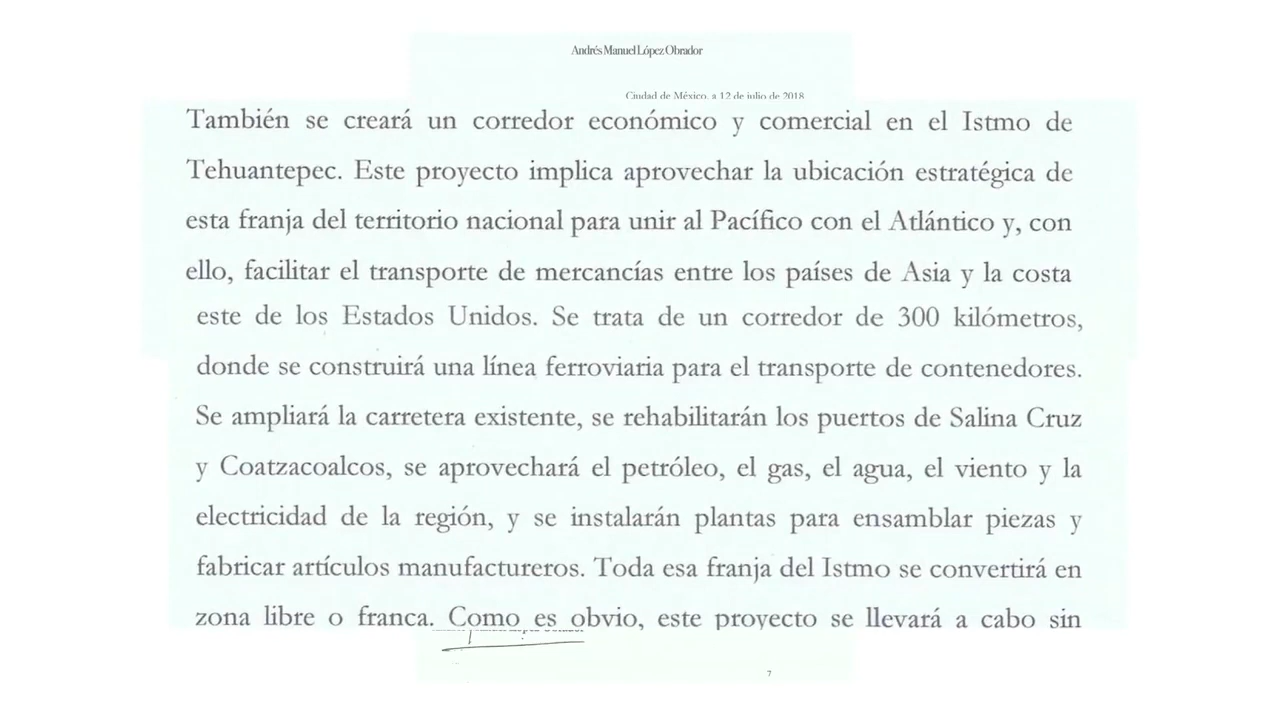 Andrés Manuel López Obrador
Ciudad de México, a 12 de julio de 2018
También se creará un corredor económico y comercial en el Istmo de
Tehuantepec. Este proyecto implica aprovechar la ubicación estratégica de
esta franja del territorio nacional para unir al Pacífico con el Atlántico y, con
ello, facilitar el transporte de mercancías entre los países de Asia y la costa
este de los Estados Unidos. Se trata de un corredor de 300 kilómetros,
donde se construirá una línea ferroviaria para el transporte de contenedores.
Se ampliará la carretera existente, se rehabilitarán los puertos de Salina Cruz
y Coatzacoalcos, se aprovechará el petróleo, el gas, el agua, el viento y la
electricidad de la región, y se instalarán plantas para ensamblar piezas y
fabricar artículos manufactureros. Toda esa franja del Istmo se convertirá en
zona libre o franca. Como es obvio, este proyecto se llevará a cabo sin
7